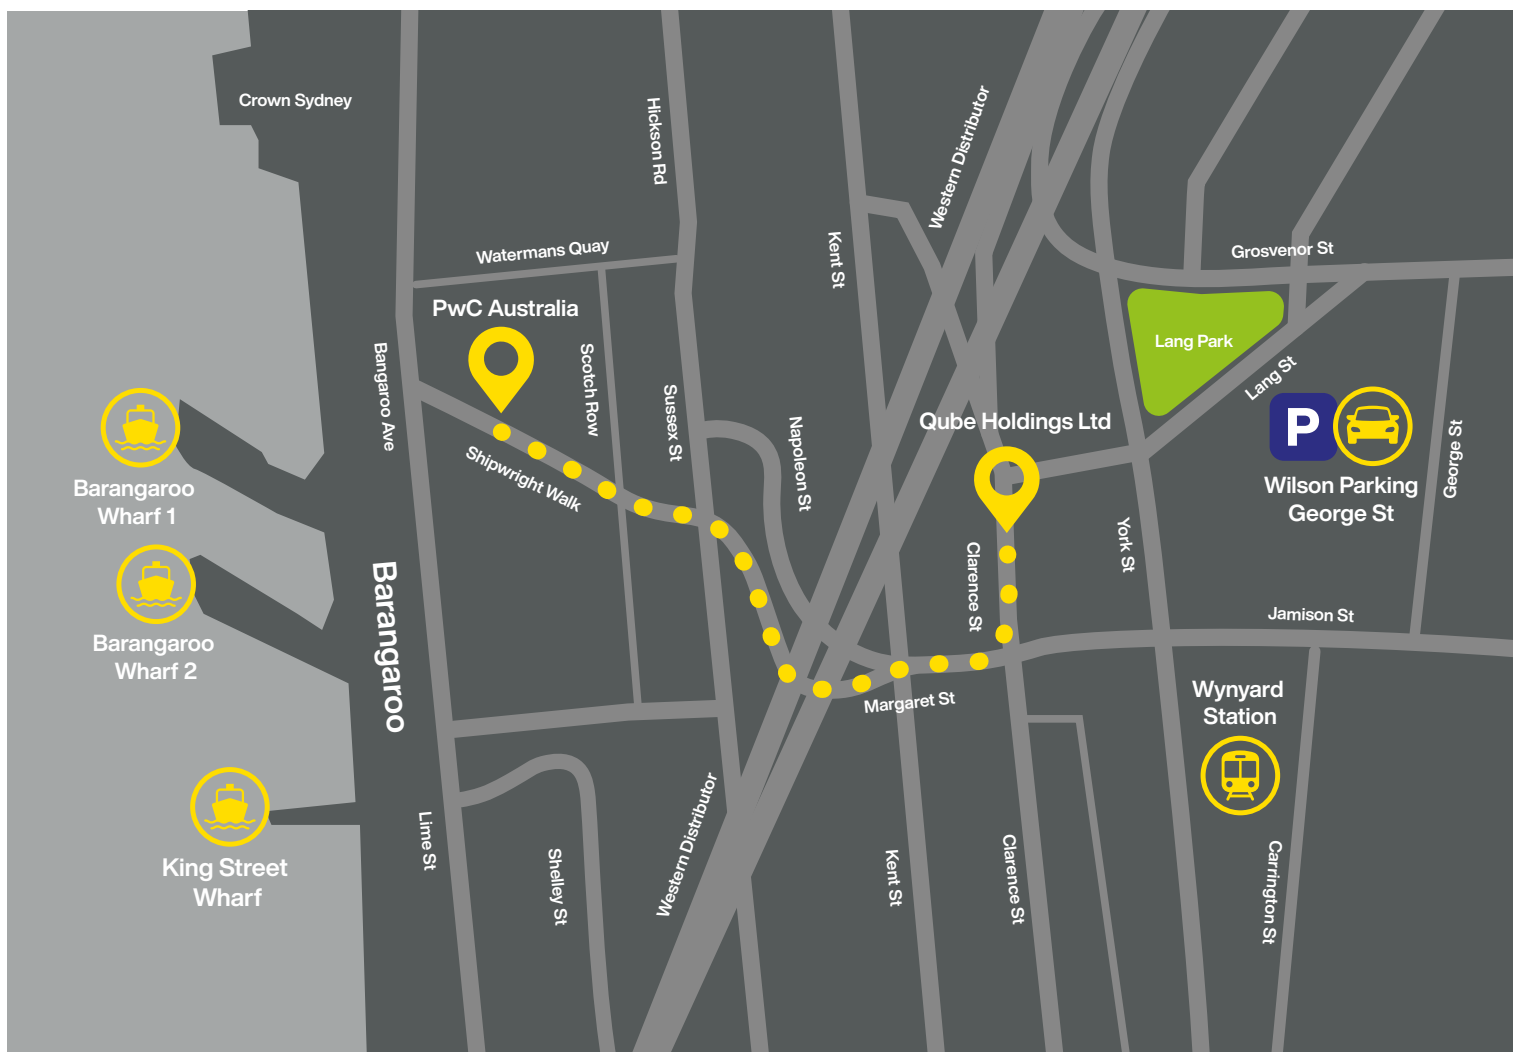 Crown Sydney
Hickson Rd
Western Distributor
Watermans Quay
Kent St
Grosvenor St
PwC Australia
Bangaroo Ave
Scotch Row
Sussex St
Lang Park
Lang St
Qube Holdings Ltd
Napoleon St
P
George St
Shipwright Walk
Barangaroo
Wharf 1
Wilson Parking
George St
York St
Clarence St
Barangaroo
Barangaroo
Wharf 2
Jamison St
Margaret St
Wynyard
Station
Western Distributor
Lime St
Shelley St
Kent St
Clarence St
Carrington St
King Street
Wharf